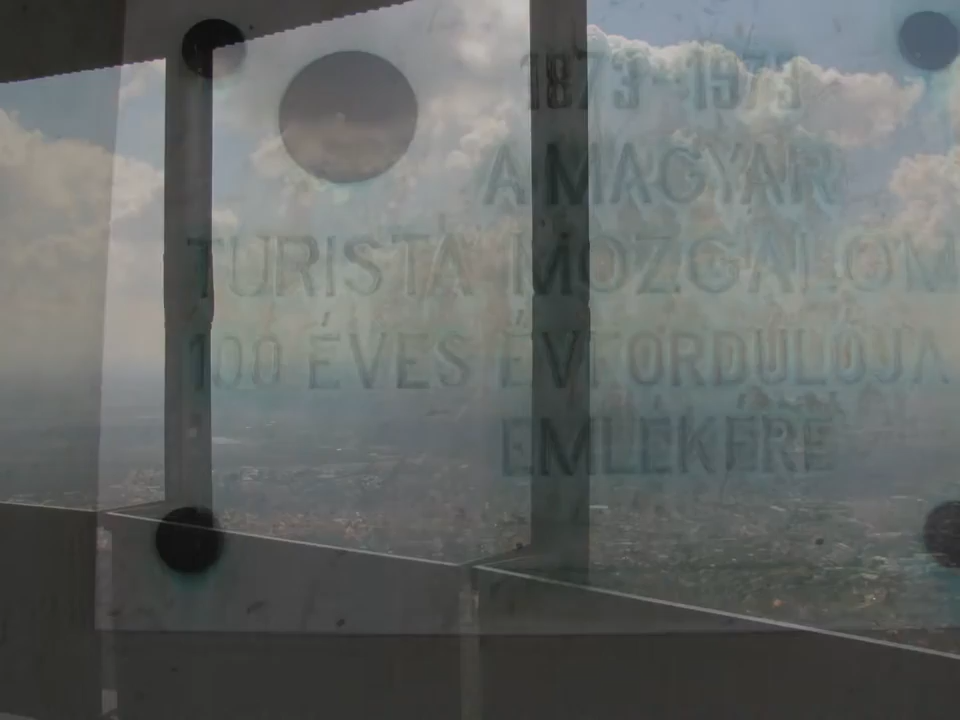 1873-1973
A MAGYAR
TURISTA MOZGALOM
100 ÉVES ÉVFORDULÓJA
EMLÉKÉRE